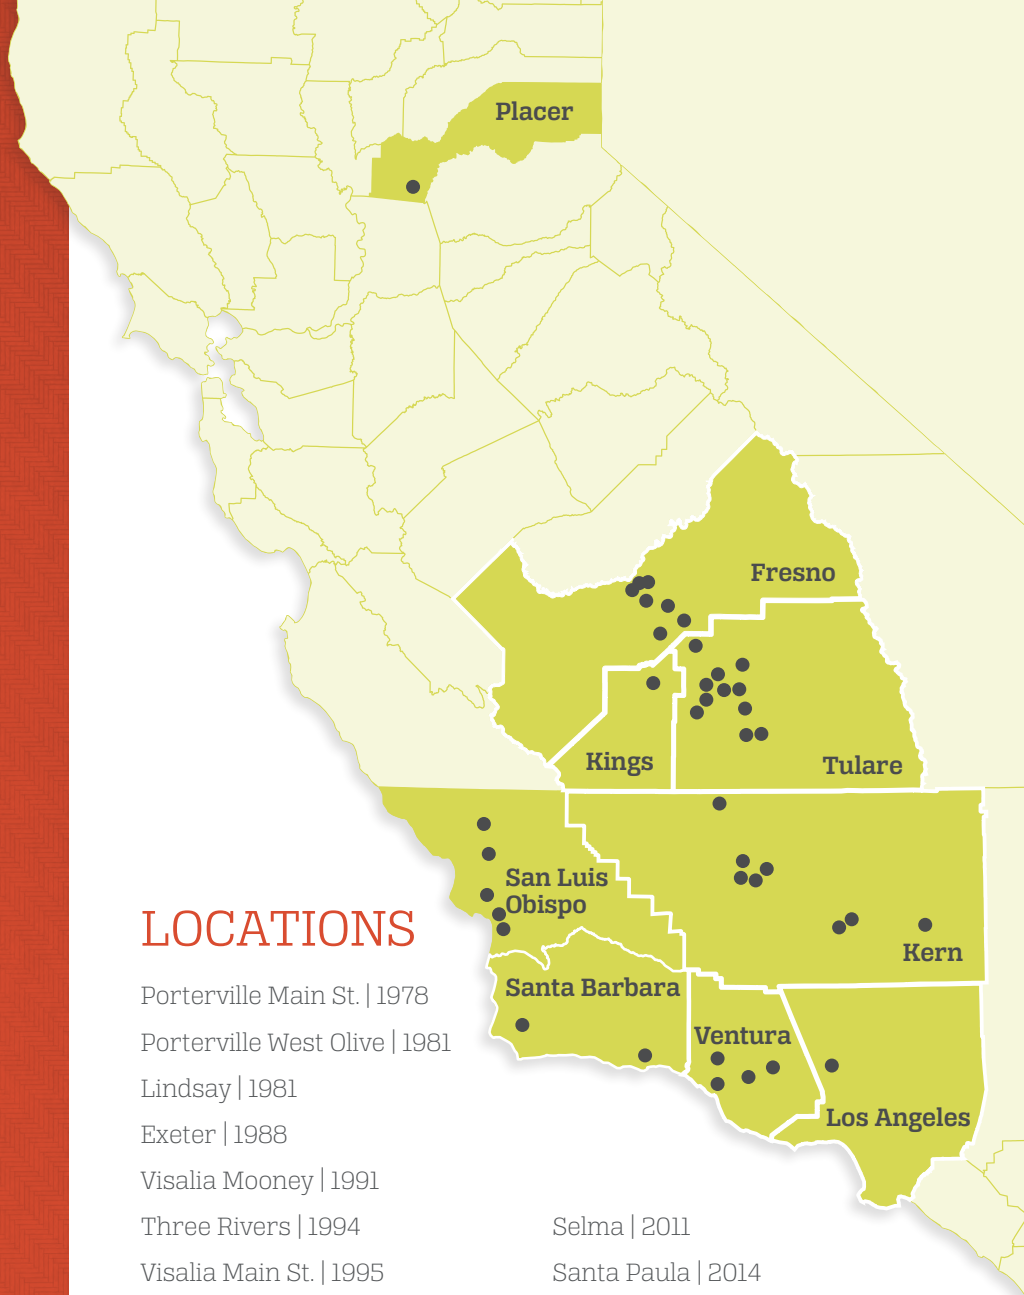 Placer
Fresno
Kings
Tulare
San Luis
Obispo
Kern
Santa Barbara
Ventura
Los Angeles
LOCATIONS
Porterville Main St. | 1978
Porterville West Olive | 1981
Lindsay | 1981
Exeter | 1988
Visalia Mooney | 1991
Three Rivers | 1994
Visalia Main St. | 1995
Selma | 2011
Santa Paula | 2014